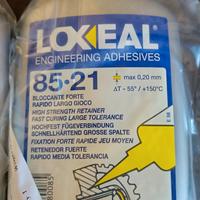 LOXEAL
ENGINEERING ADHESIVES
85·21
max 0,20 mm
ΔT - 55° / +150°C
BLOCCANTE FORTE
RAPIDO LARGO GIOCO
HIGH STRENGTH RETAINER
FAST CURING LARGE TOLERANCE
HOCHFEST FÜGEVERBINDUNG
SCHNELLHÄRTEND GROSSE SPALTE
FIXATION FORTE RAPIDE JEU MOYEN
RETENEDOR FUERTE
RAPIDO MEDIA TOLERANCIA